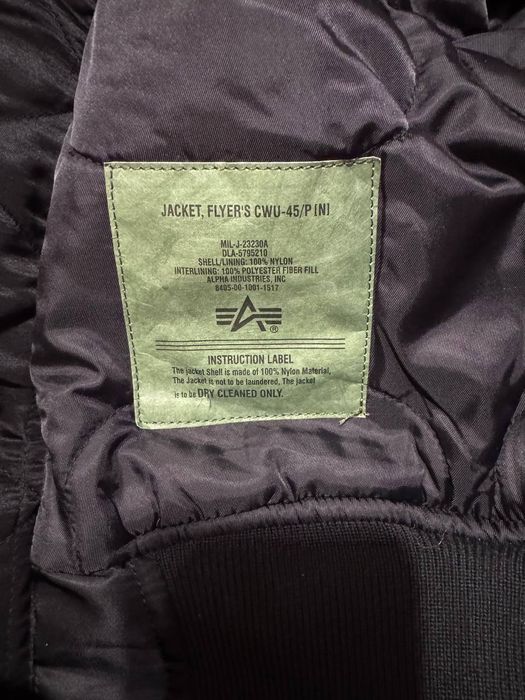 JACKET, FLYER'S CWU-45/P [N]
MIL-J-23230A
DLA-5795210
SHELL/LINING: 100% NYLON
INTERLINING: 100% POLYESTER FIBER FILL
ALPHA INDUSTRIES, INC
8405-00-1001-1517
®
INSTRUCTION LABEL
The jacket Shell is made of 100% Nylon Material,
The Jacket is not to be laundered, The jacket
is to be DRY CLEANED ONLY.